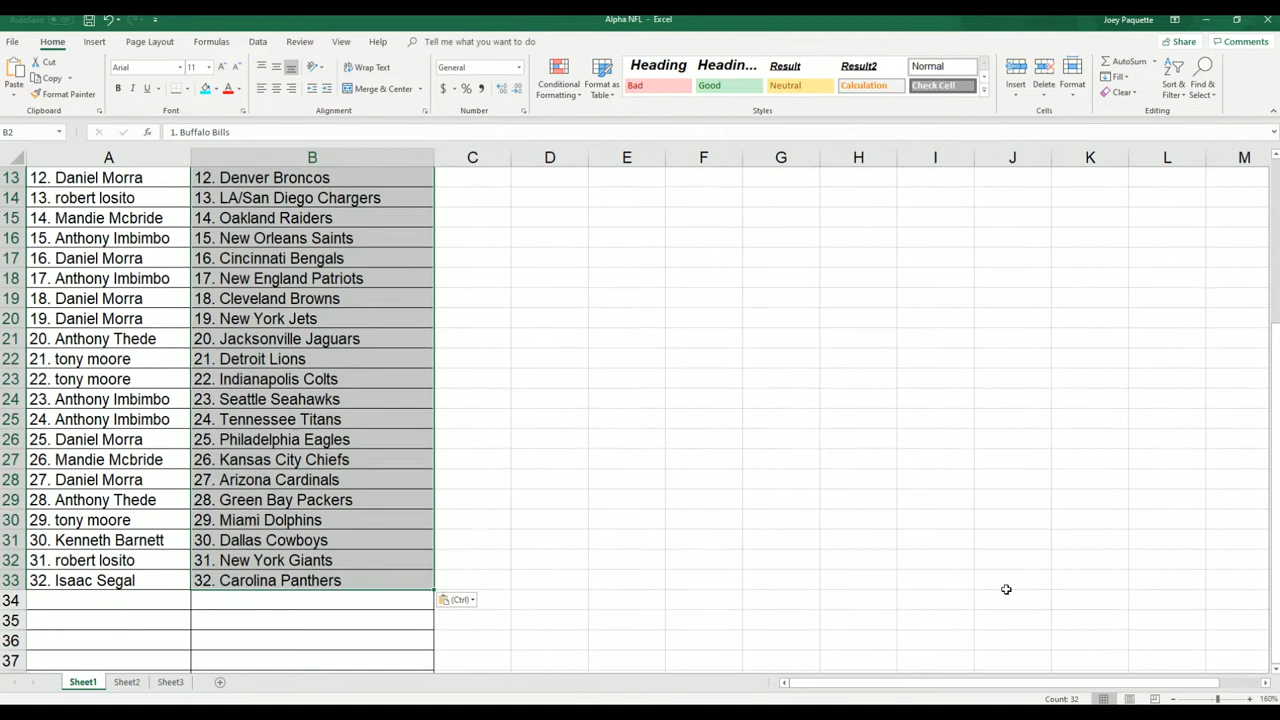 AutoSave Off
Alpha NFL - Excel
Joey Paquette
File Home Insert Page Layout Formulas Data Review View Help Tell me what you want to do
Share Comments
Paste Cut Copy Format Painter
Clipboard
Arial 11
B I U
Font
Wrap Text
Merge & Center
Alignment
General
$ % 9
Number
Conditional Formatting
Format as Table
Heading Headin... Result Result2 Normal
Bad Good Neutral Calculation Check Cell
Styles
Insert Delete Format
Cells
AutoSum
Fill
Clear
Sort & Filter
Find & Select
Editing
B2 fx 1. Buffalo Bills
A B C D E F G H I J K L M
13 12. Daniel Morra 12. Denver Broncos
14 13. robert losito 13. LA/San Diego Chargers
15 14. Mandie Mcbride 14. Oakland Raiders
16 15. Anthony Imbimbo 15. New Orleans Saints
17 16. Daniel Morra 16. Cincinnati Bengals
18 17. Anthony Imbimbo 17. New England Patriots
19 18. Daniel Morra 18. Cleveland Browns
20 19. Daniel Morra 19. New York Jets
21 20. Anthony Thede 20. Jacksonville Jaguars
22 21. tony moore 21. Detroit Lions
23 22. tony moore 22. Indianapolis Colts
24 23. Anthony Imbimbo 23. Seattle Seahawks
25 24. Anthony Imbimbo 24. Tennessee Titans
26 25. Daniel Morra 25. Philadelphia Eagles
27 26. Mandie Mcbride 26. Kansas City Chiefs
28 27. Daniel Morra 27. Arizona Cardinals
29 28. Anthony Thede 28. Green Bay Packers
30 29. tony moore 29. Miami Dolphins
31 30. Kenneth Barnett 30. Dallas Cowboys
32 31. robert losito 31. New York Giants
33 32. Isaac Segal 32. Carolina Panthers
34 (Ctrl)
35
36
37
Sheet1 Sheet2 Sheet3
Count: 32 160%